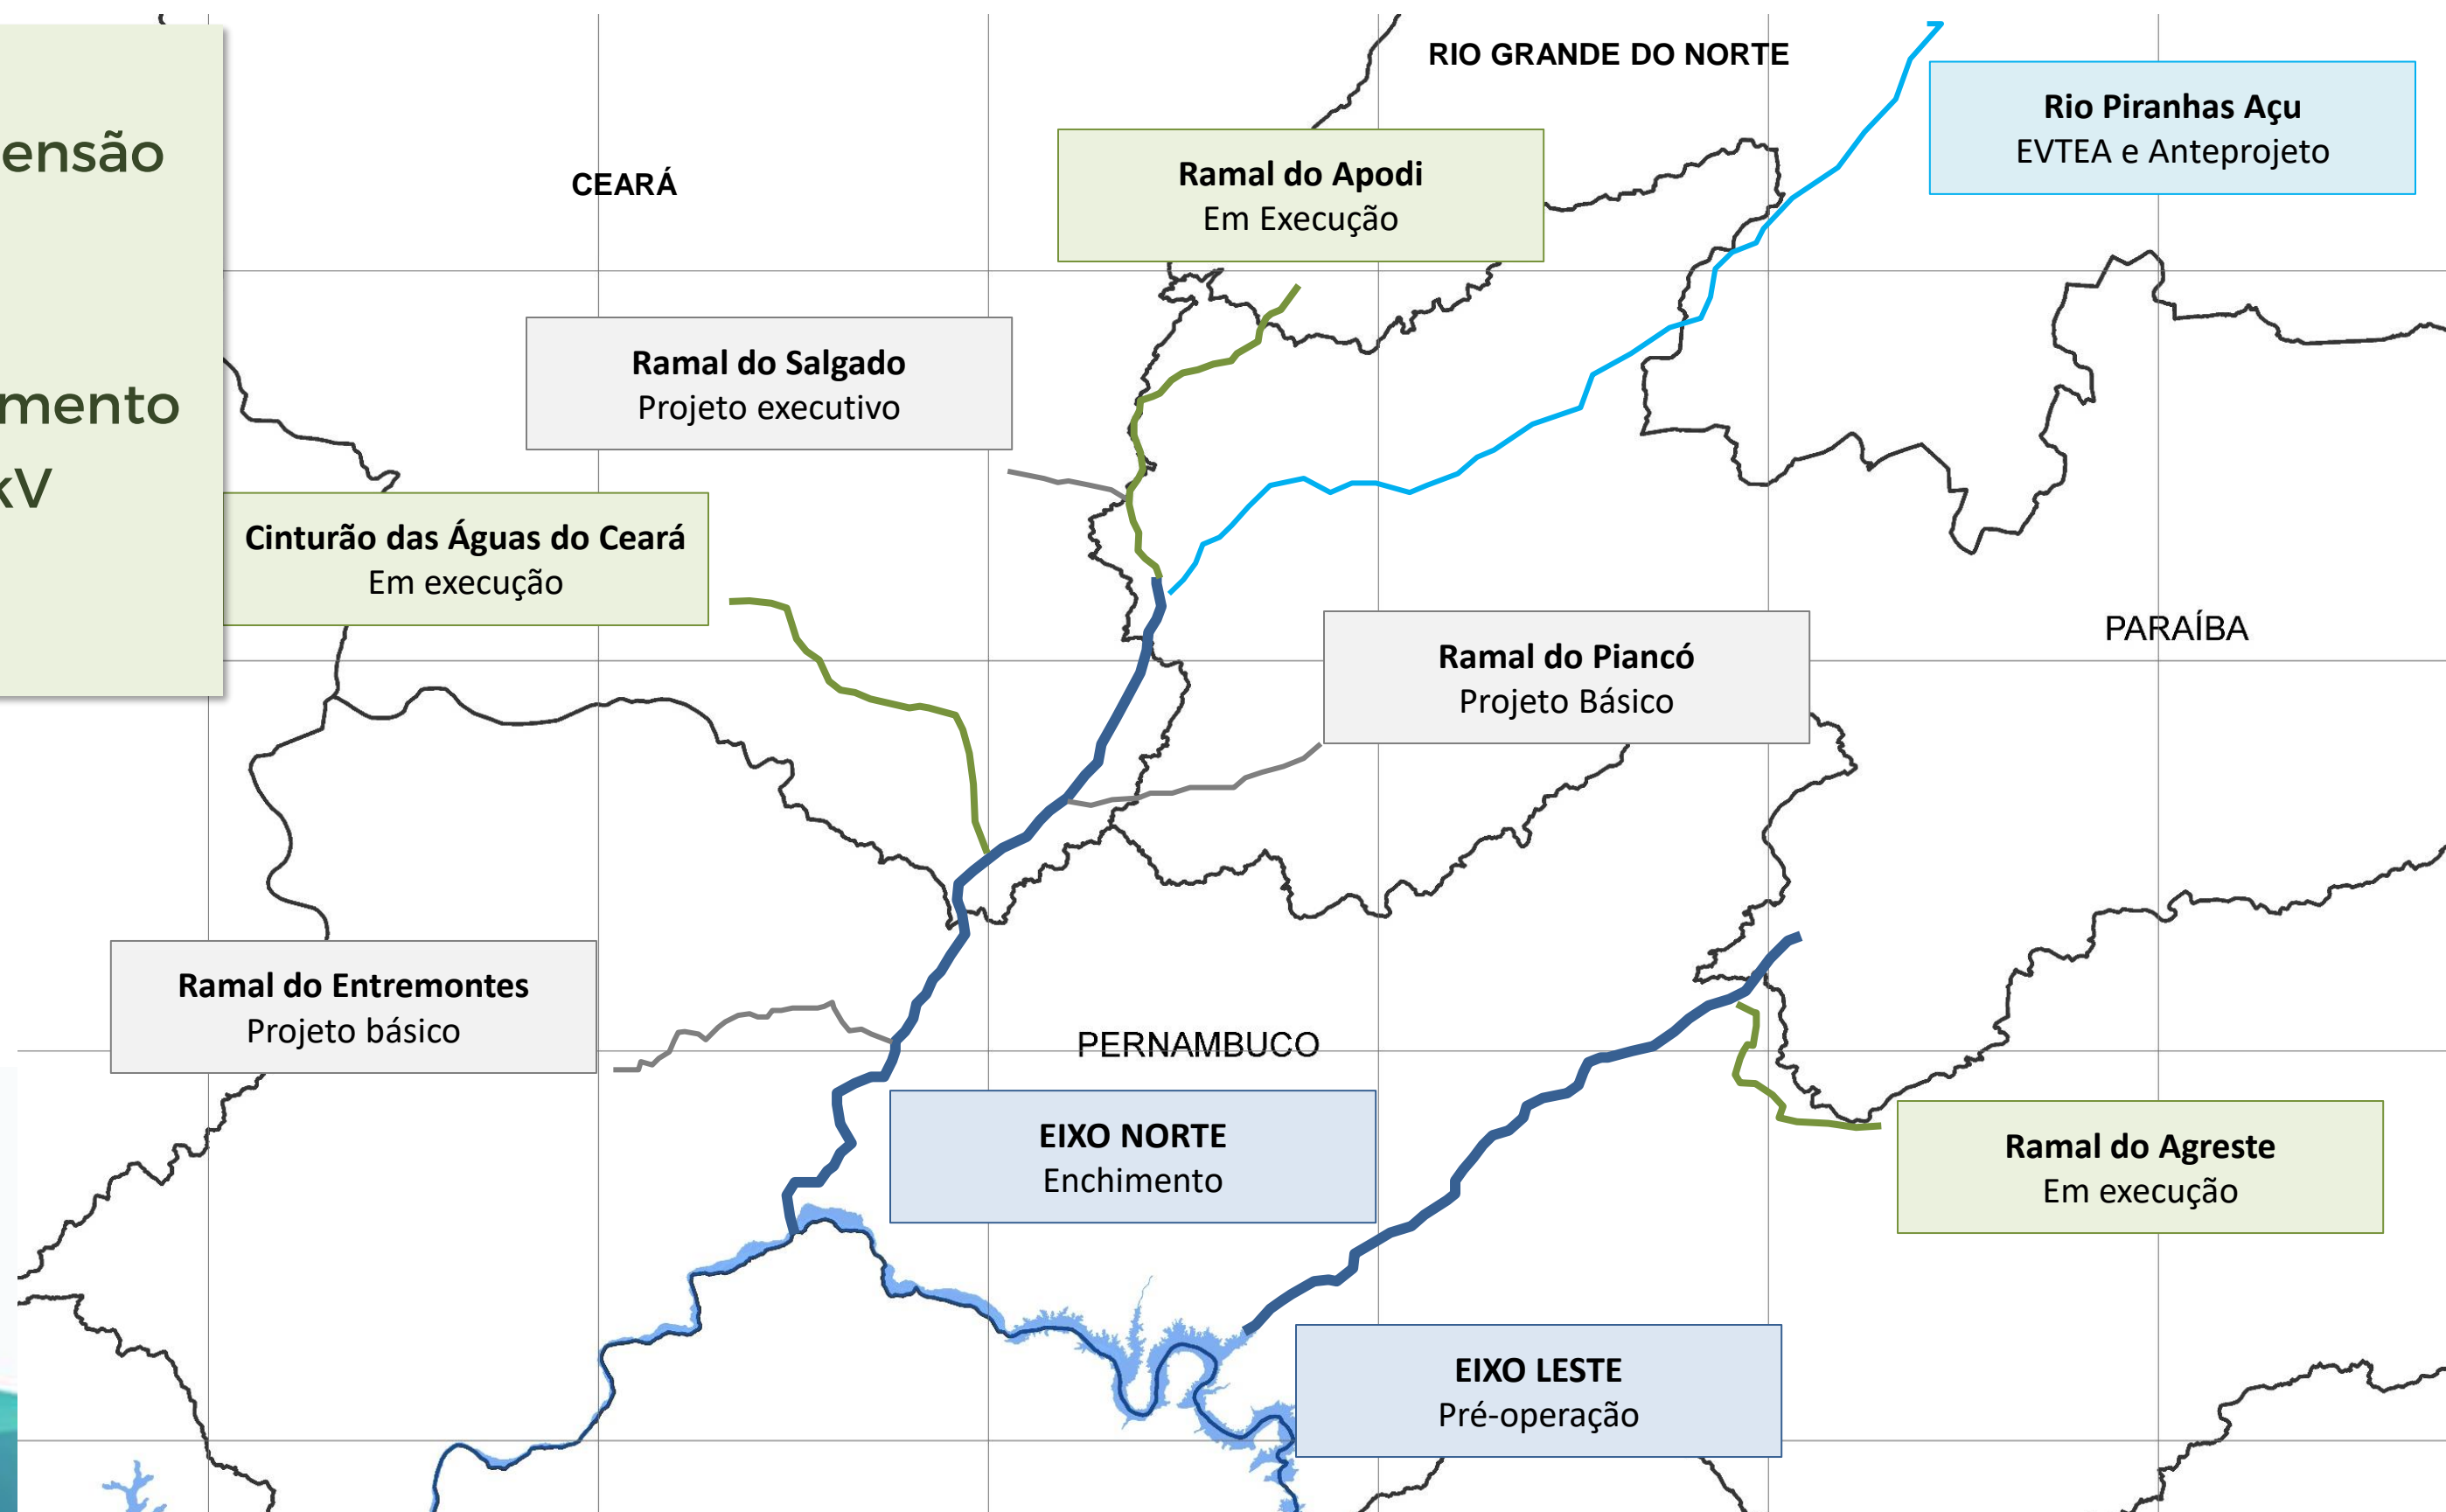 RIO GRANDE DO NORTE
Rio Piranhas Açu
EVTEA e Anteprojeto
ensão
Ramal do Apodi
Em Execução
CEARÁ
Ramal do Salgado
Projeto executivo
mento
kV
Cinturão das Águas do Ceará
Em execução
PARAÍBA
Ramal do Piancó
Projeto Básico
Ramal do Entremontes
Projeto básico
PERNAMBUCO
EIXO NORTE
Enchimento
Ramal do Agreste
Em execução
EIXO LESTE
Pré-operação